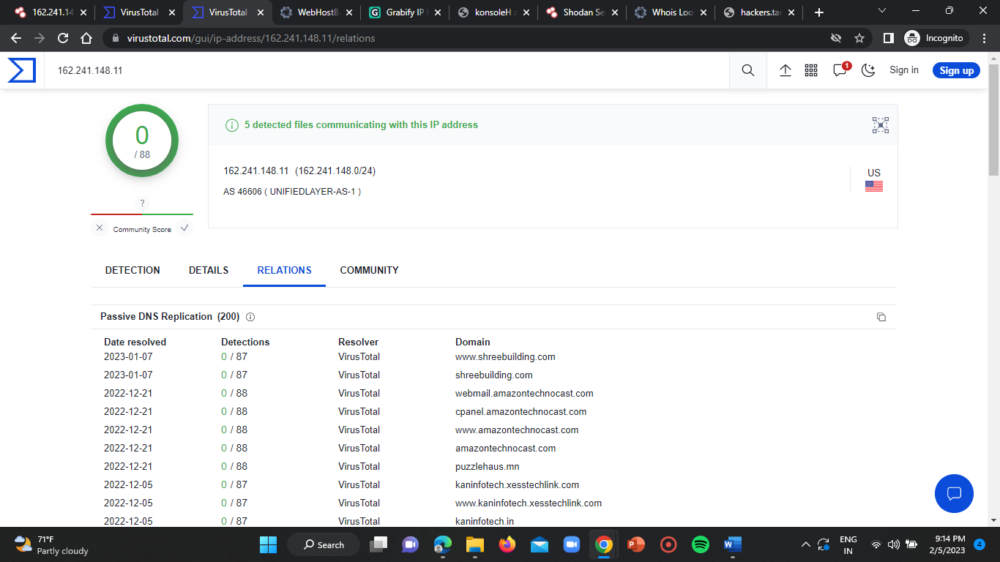 162.241.14
VirusTotal
VirusTotal
WebHostB
Grabify IP L
konsoleH :
Shodan Se
Whois Loo
hackers.tar
virustotal.com/gui/ip-address/162.241.148.11/relations
Incognito
162.241.148.11
1
Sign in
Sign up
0
/ 88
5 detected files communicating with this IP address
162.241.148.11 (162.241.148.0/24)
AS 46606 ( UNIFIEDLAYER-AS-1 )
US
?
Community Score
DETECTION DETAILS RELATIONS COMMUNITY
Passive DNS Replication (200)
Date resolved Detections Resolver Domain
2023-01-07 0 / 87 VirusTotal www.shreebuilding.com
2023-01-07 0 / 87 VirusTotal shreebuilding.com
2022-12-21 0 / 88 VirusTotal webmail.amazontechnocast.com
2022-12-21 0 / 88 VirusTotal cpanel.amazontechnocast.com
2022-12-21 0 / 88 VirusTotal www.amazontechnocast.com
2022-12-21 0 / 88 VirusTotal amazontechnocast.com
2022-12-21 0 / 88 VirusTotal puzzlehaus.mn
2022-12-05 0 / 87 VirusTotal kaninfotech.xesstechlink.com
2022-12-05 0 / 87 VirusTotal www.kaninfotech.xesstechlink.com
2022-12-05 0 / 87 VirusTotal kaninfotech.in
71°F
Partly cloudy
Search
ENG
IN
9:14 PM
2/5/2023
4